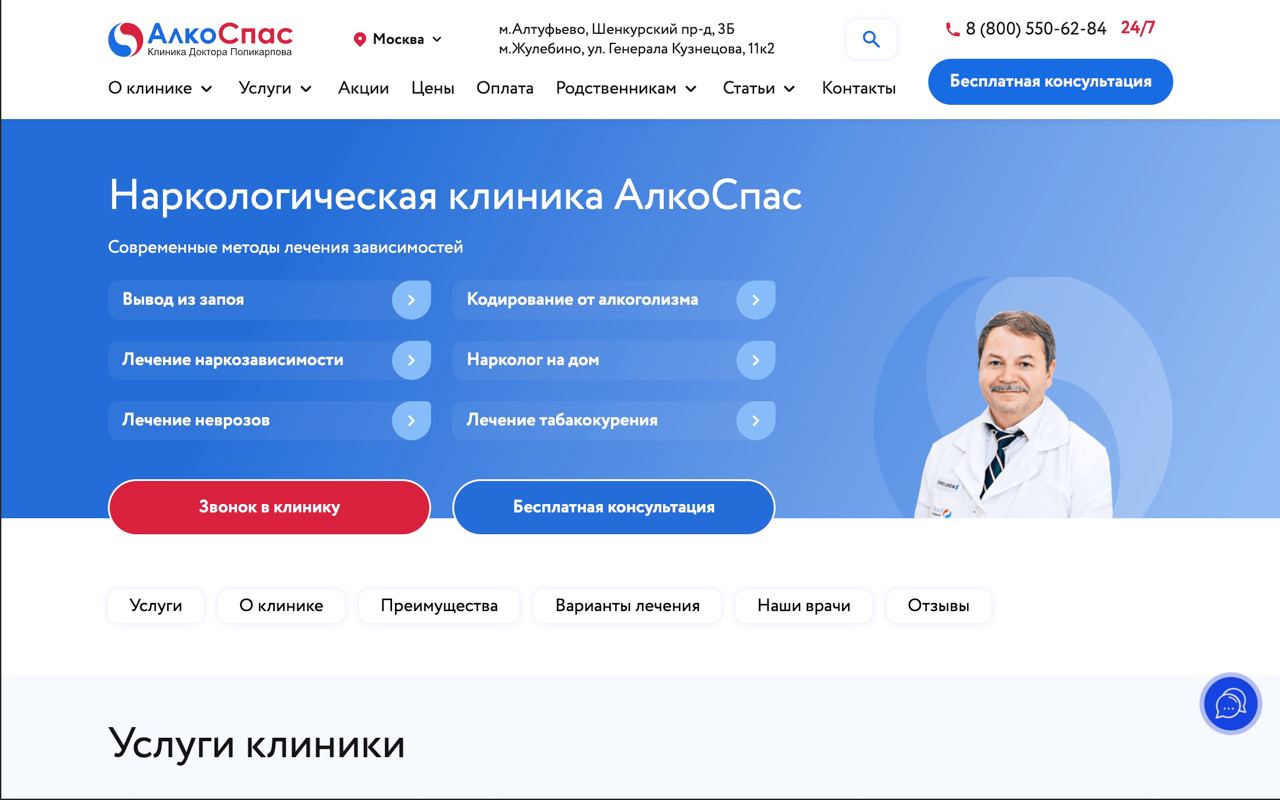 АлкоСпас
Клиника Доктора Поликарпова
Москва
м.Алтуфьево, Шенкурский пр-д, 3Б
м.Жулебино, ул. Генерала Кузнецова, 11к2
8 (800) 550-62-84 24/7
О клинике Услуги Акции Цены Оплата Родственникам Статьи Контакты
Бесплатная консультация
Наркологическая клиника АлкоСпас
Современные методы лечения зависимостей
Вывод из запоя Кодирование от алкоголизма
Лечение наркозависимости Нарколог на дом
Лечение неврозов Лечение табакокурения
Звонок в клинику Бесплатная консультация
Услуги О клинике Преимущества Варианты лечения Наши врачи Отзывы
Услуги клиники